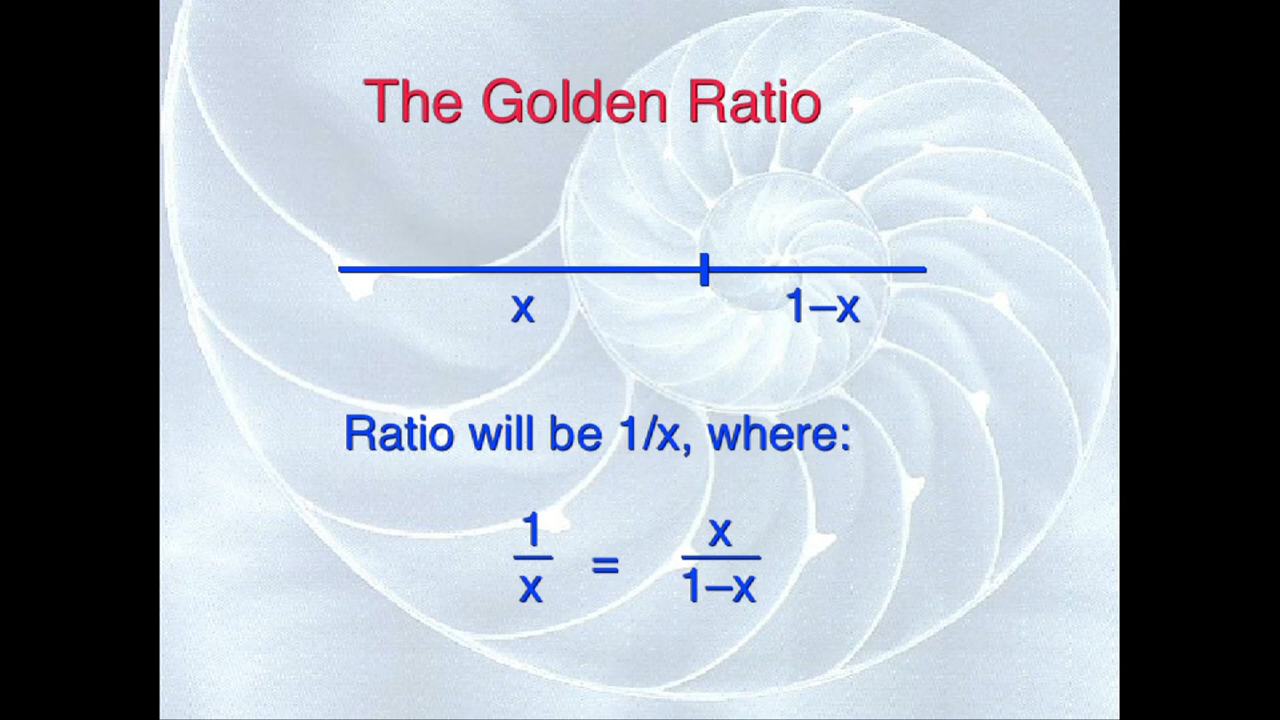 The Golden Ratio
x 1–x
Ratio will be 1/x, where:
1 x
= 
x 1–x